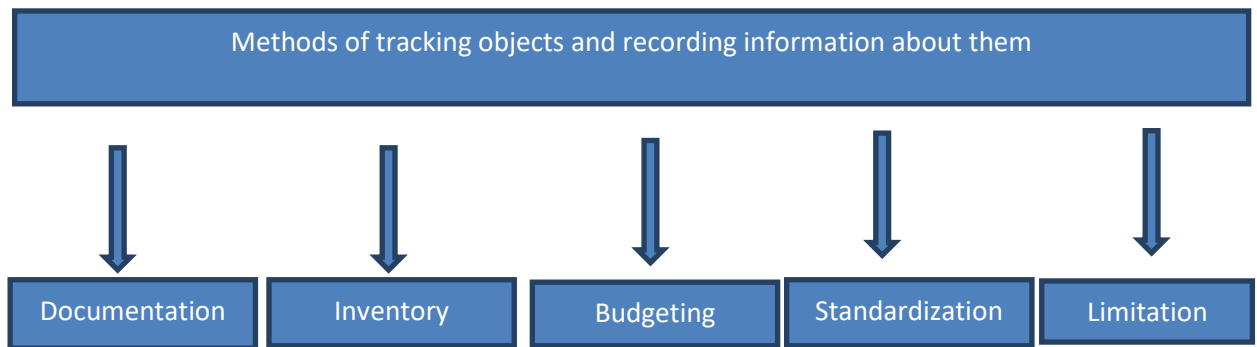 Methods of tracking objects and recording information about them
Documentation
Inventory
Budgeting
Standardization
Limitation